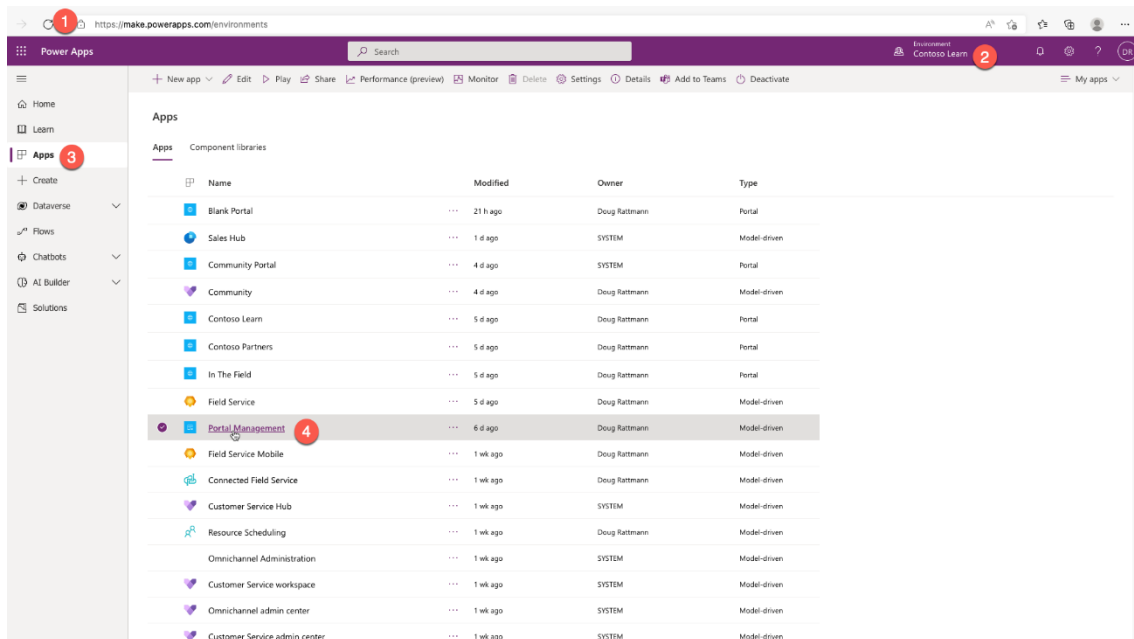 1 https://make.powerapps.com/environments
Power Apps Search Environment
Contoso Learn 2 ? DR
New app Edit Play Share Performance (preview) Monitor Delete Settings Details Add to Teams Deactivate My apps
Home
Learn
Apps 3
Create
Dataverse
Flows
Chatbots
AI Builder
Solutions
Apps
Apps Component libraries
Name Modified Owner Type
Blank Portal ... 21 h ago Doug Rattmann Portal
Sales Hub ... 1 d ago SYSTEM Model-driven
Community Portal ... 4 d ago SYSTEM Portal
Community ... 4 d ago Doug Rattmann Model-driven
Contoso Learn ... 5 d ago Doug Rattmann Portal
Contoso Partners ... 5 d ago Doug Rattmann Portal
In The Field ... 5 d ago Doug Rattmann Portal
Field Service ... 5 d ago Doug Rattmann Model-driven
Portal Management 4 ... 6 d ago Doug Rattmann Model-driven
Field Service Mobile ... 1 wk ago Doug Rattmann Model-driven
Connected Field Service ... 1 wk ago Doug Rattmann Model-driven
Customer Service Hub ... 1 wk ago SYSTEM Model-driven
Resource Scheduling ... 1 wk ago Doug Rattmann Model-driven
Omnichannel Administration ... 1 wk ago SYSTEM Model-driven
Customer Service workspace ... 1 wk ago SYSTEM Model-driven
Omnichannel admin center ... 1 wk ago SYSTEM Model-driven
Customer Service admin center ... 1 wk ago SYSTEM Model-driven